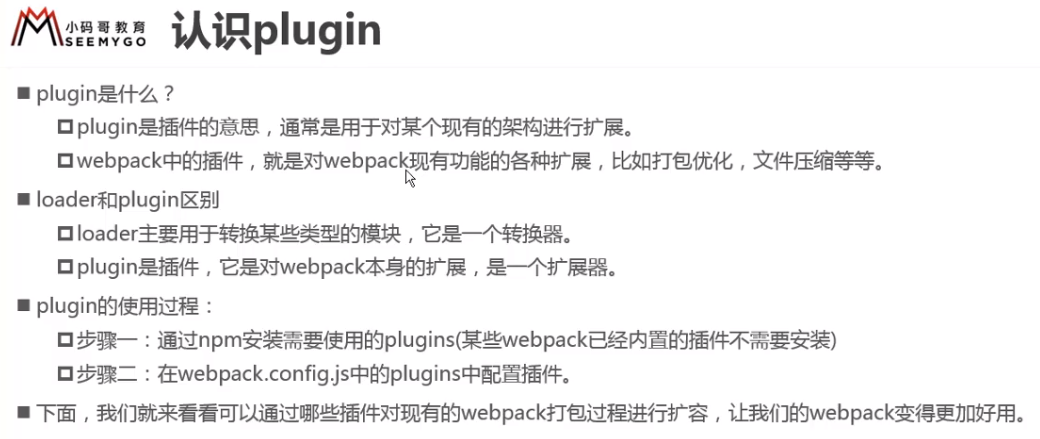 小码哥教育
SEEMYGO
认识plugin
plugin是什么？
plugin是插件的意思，通常是用于对某个现有的架构进行扩展。
webpack中的插件，就是对webpack现有功能的各种扩展，比如打包优化，文件压缩等等。
loader和plugin区别
loader主要用于转换某些类型的模块，它是一个转换器。
plugin是插件，它是对webpack本身的扩展，是一个扩展器。
plugin的使用过程：
步骤一：通过npm安装需要使用的plugins(某些webpack已经内置的插件不需要安装)
步骤二：在webpack.config.js中的plugins中配置插件。
下面，我们就来看看可以通过哪些插件对现有的webpack打包过程进行扩容，让我们的webpack变得更加好用。